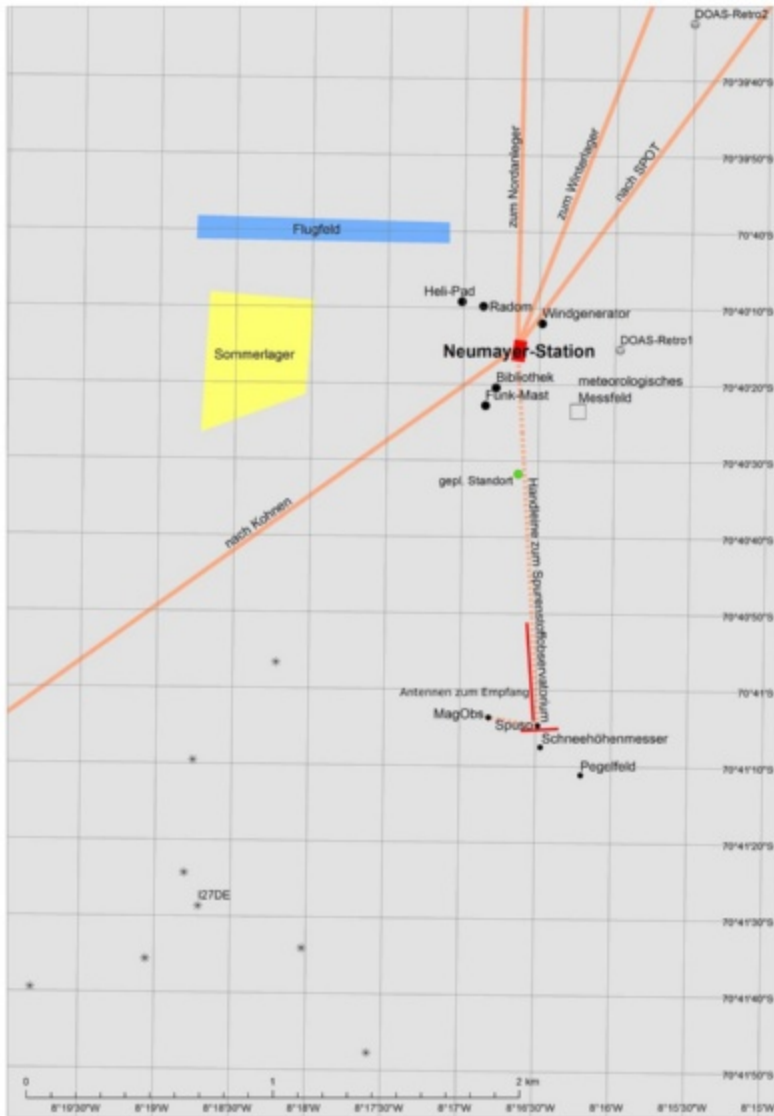 DOAS-Retro2
70°39'40"S
zum Nordanleger
zum Winterlager
nach SPOT
70°39'50"S
Flugfeld
70°40'S
Heli-Pad
Radom
70°40'10"S
Windgenerator
Neumayer-Station
DOAS-Retro1
Sommerlager
Bibliothek
meteorologisches
Messfeld
70°40'20"S
Funk-Mast
70°40'30"S
gepl. Standort
Handleine zum Spurenstoffobservatorium
nach Kohnen
70°40'40"S
70°40'50"S
Antennen zum Empfang
70°41'S
MagObs
Spuso
Schneehöhenmesser
Pegelfeld
70°41'10"S
70°41'20"S
I27DE
70°41'30"S
70°41'40"S
70°41'50"S
0 1 2 km
8°19'30"W 8°19'W 8°18'30"W 8°18'W 8°17'30"W 8°17'W 8°16'30"W 8°16'W 8°15'30"W 8°15'W